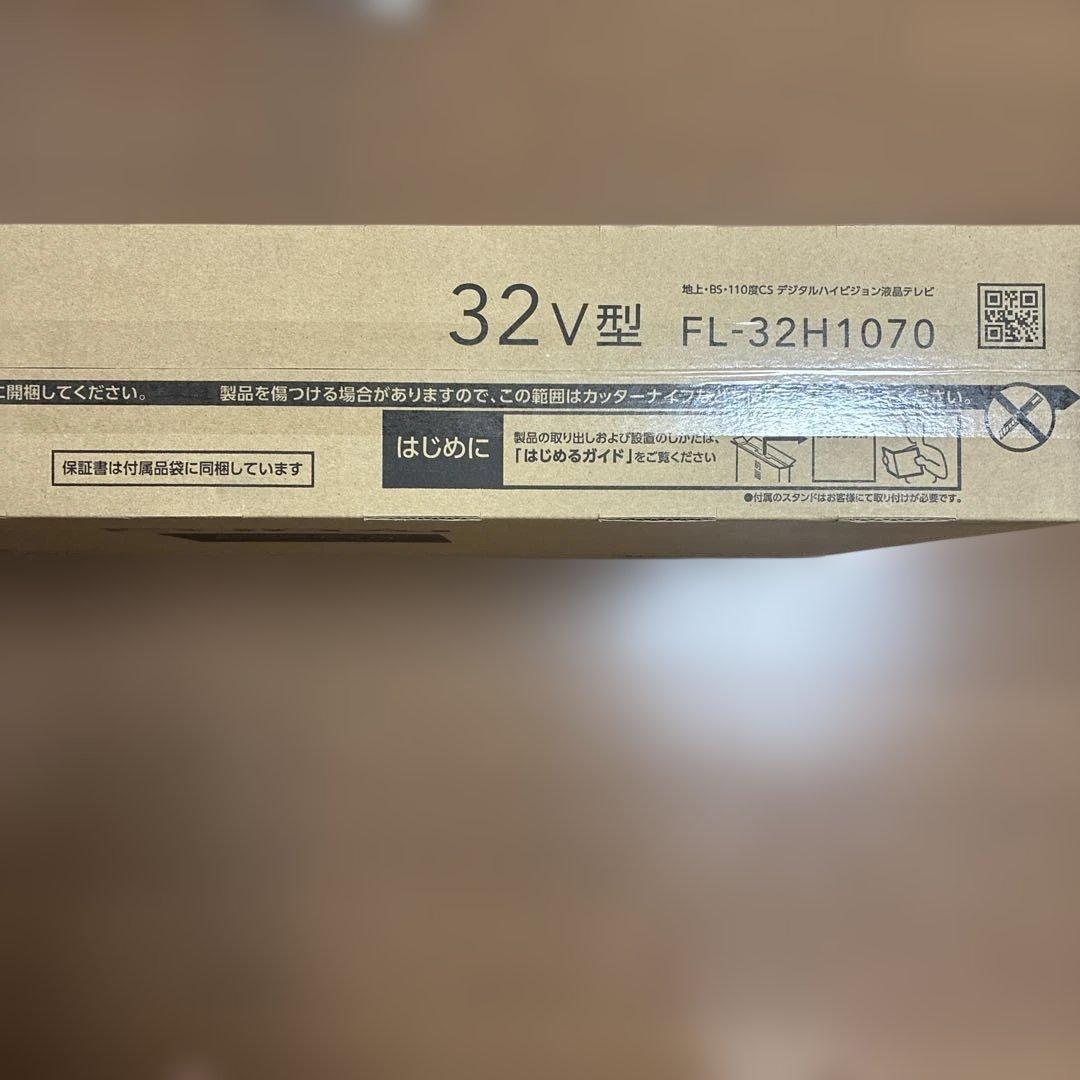 32V型
地上・BS・110度CS デジタルハイビジョン液晶テレビ
FL-32H1070
に開梱してください。
製品を傷つける場合がありますので、この範囲はカッターナイフなど
ください。
保証書は付属品袋に同梱しています
はじめに
製品の取り出しおよび設置のしかたは、
「はじめるガイド」をご覧ください
●付属のスタンドはお客様にて取り付けが必要です。